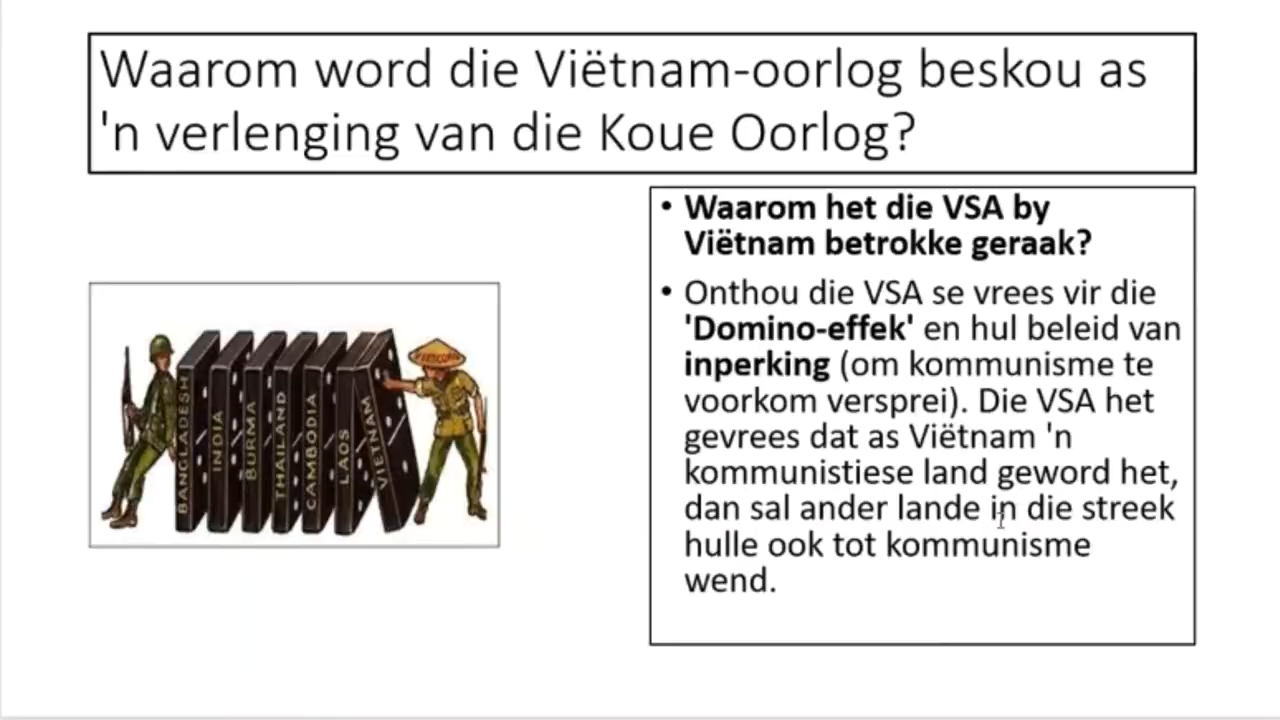 Waarom word die Viëtnam-oorlog beskou as
'n verlenging van die Koue Oorlog?
BANGLADESH
INDIA
BURMA
THAILAND
CAMBODIA
LAOS
VIETNAM
• Waarom het die VSA by
Viëtnam betrokke geraak?
• Onthou die VSA se vrees vir die
'Domino-effek' en hul beleid van
inperking (om kommunisme te
voorkom versprei). Die VSA het
gevrees dat as Viëtnam 'n
kommunistiese land geword het,
dan sal ander lande in die streek
hulle ook tot kommunisme
wend.